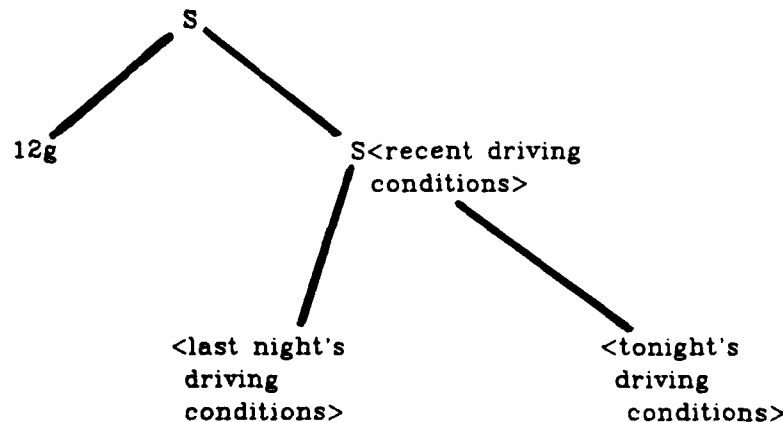 S
12g
S<recent driving
conditions>
<last night's
driving
conditions>
<tonight's
driving
conditions>